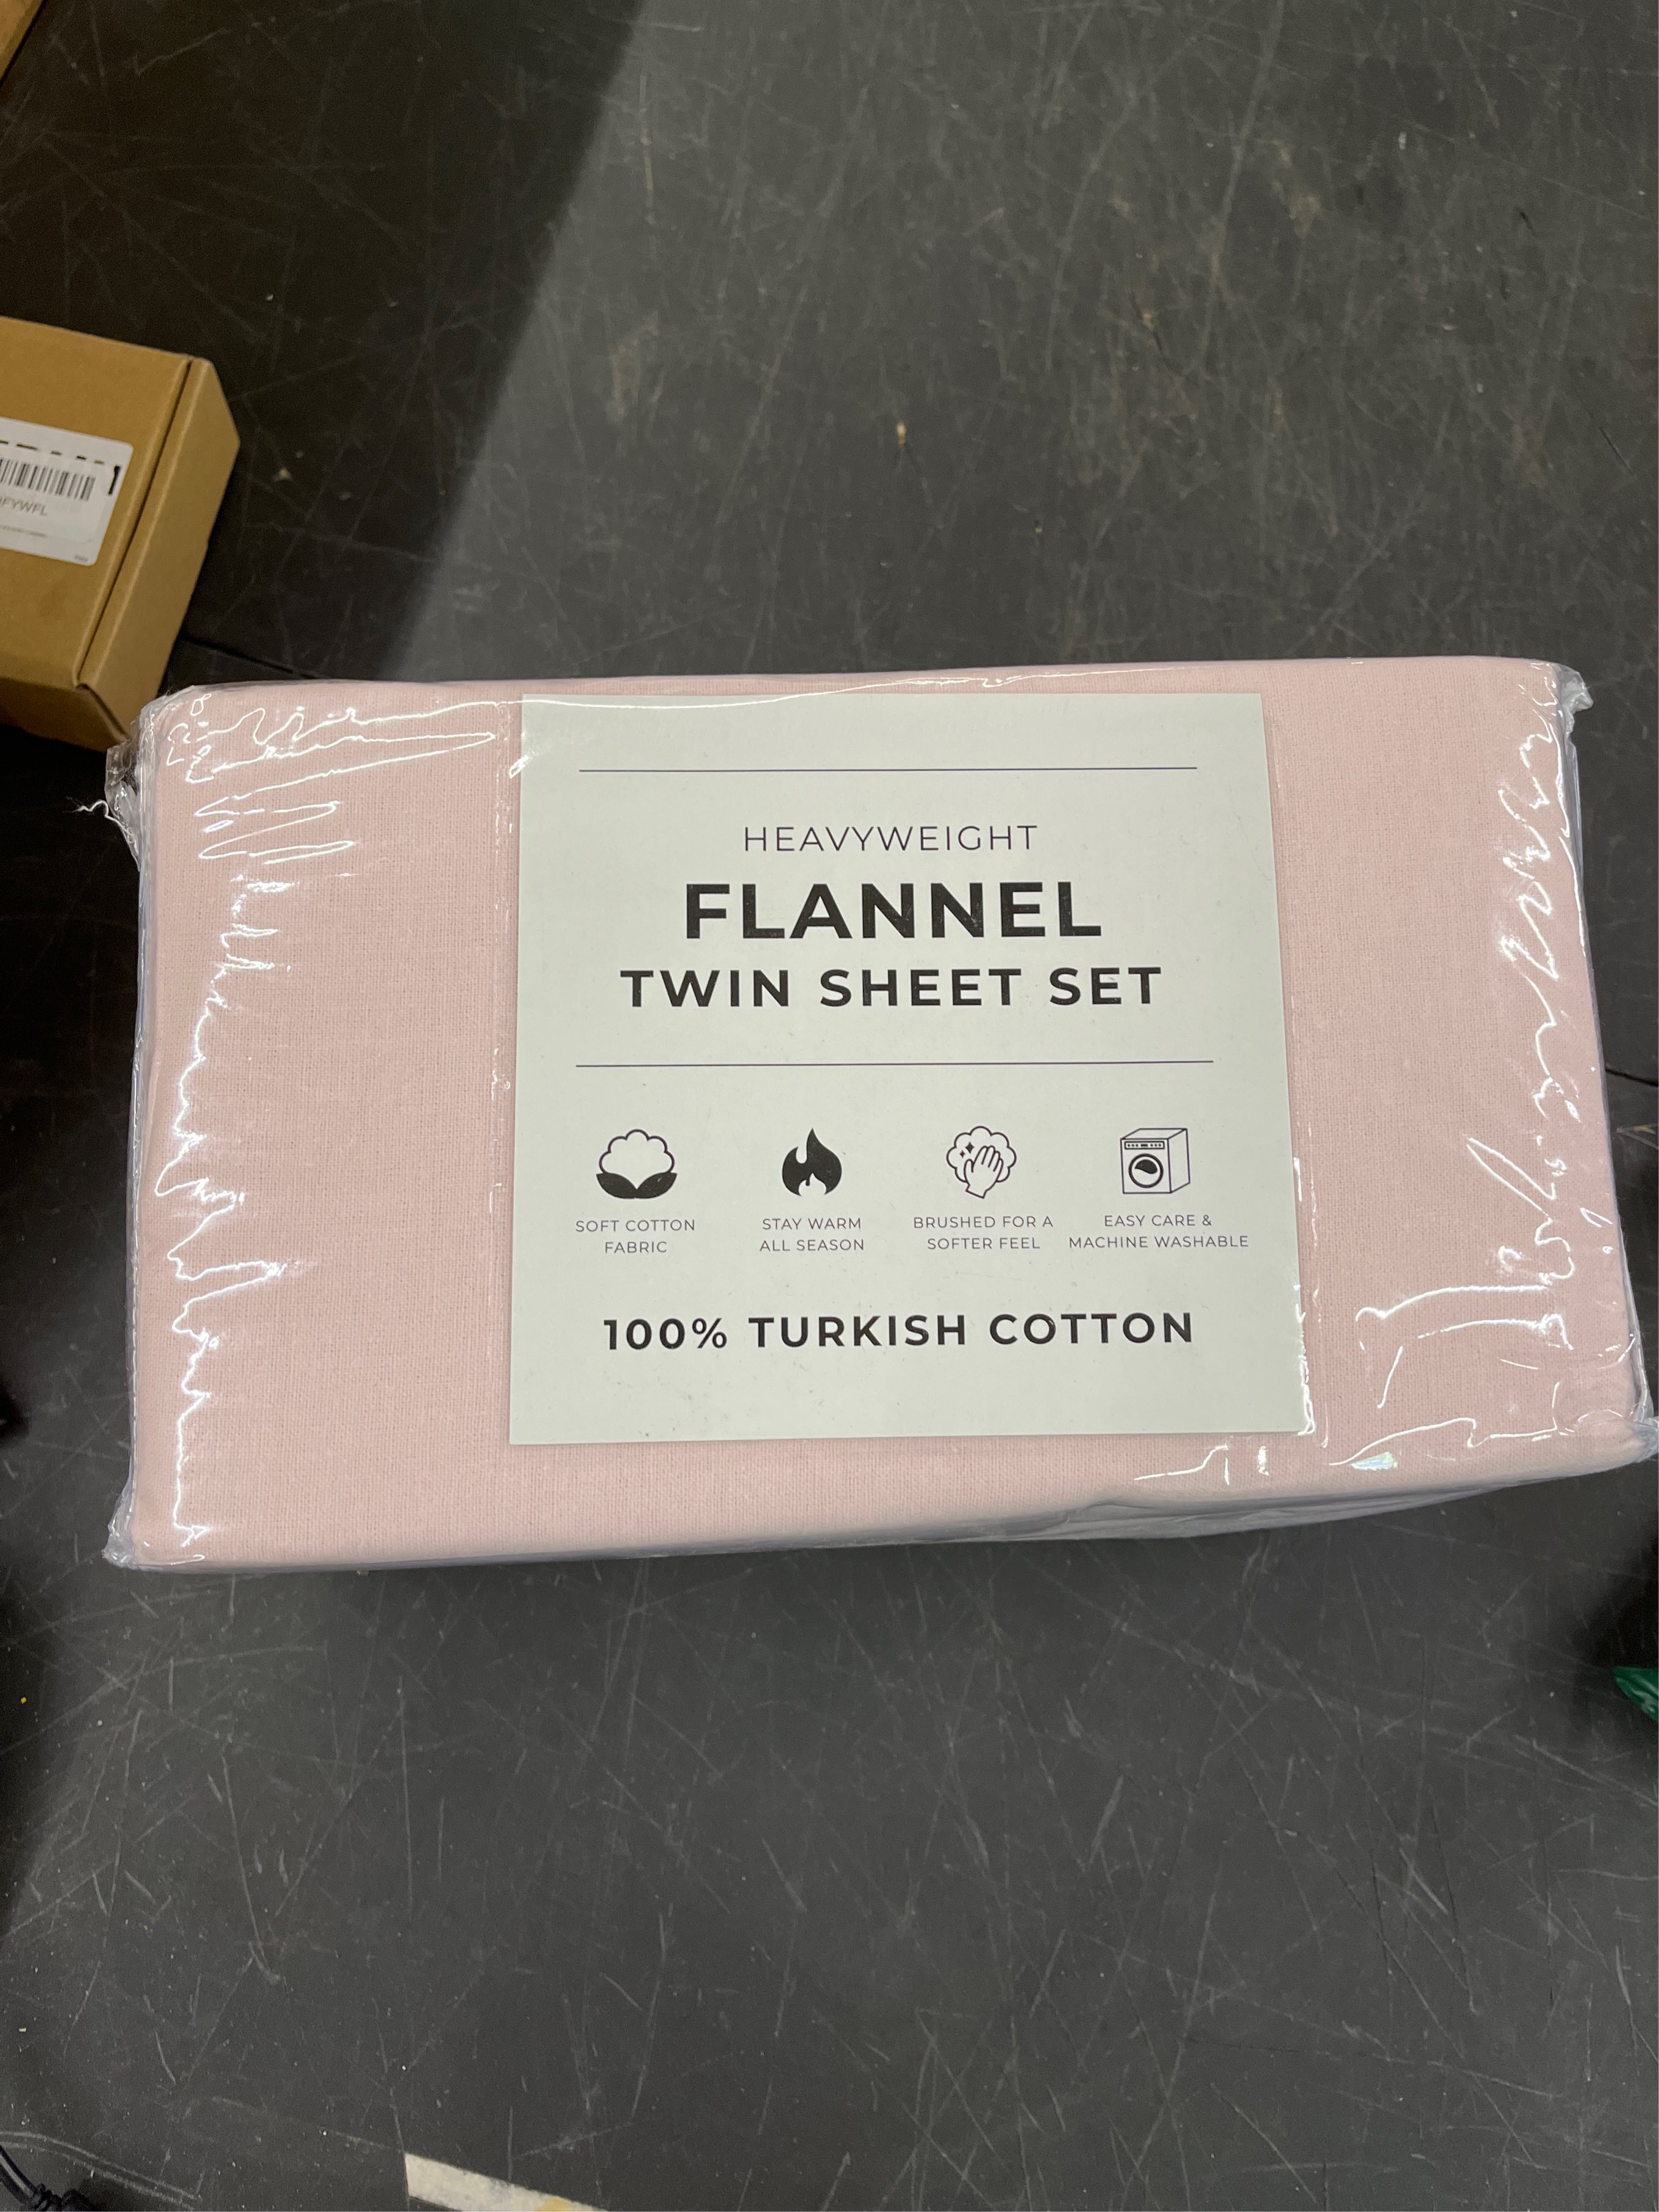 HEAVYWEIGHT
FLANNEL
TWIN SHEET SET
SOFT COTTON
FABRIC
STAY WARM
ALL SEASON
BRUSHED FOR A
SOFTER FEEL
EASY CARE &
MACHINE WASHABLE
100% TURKISH COTTON